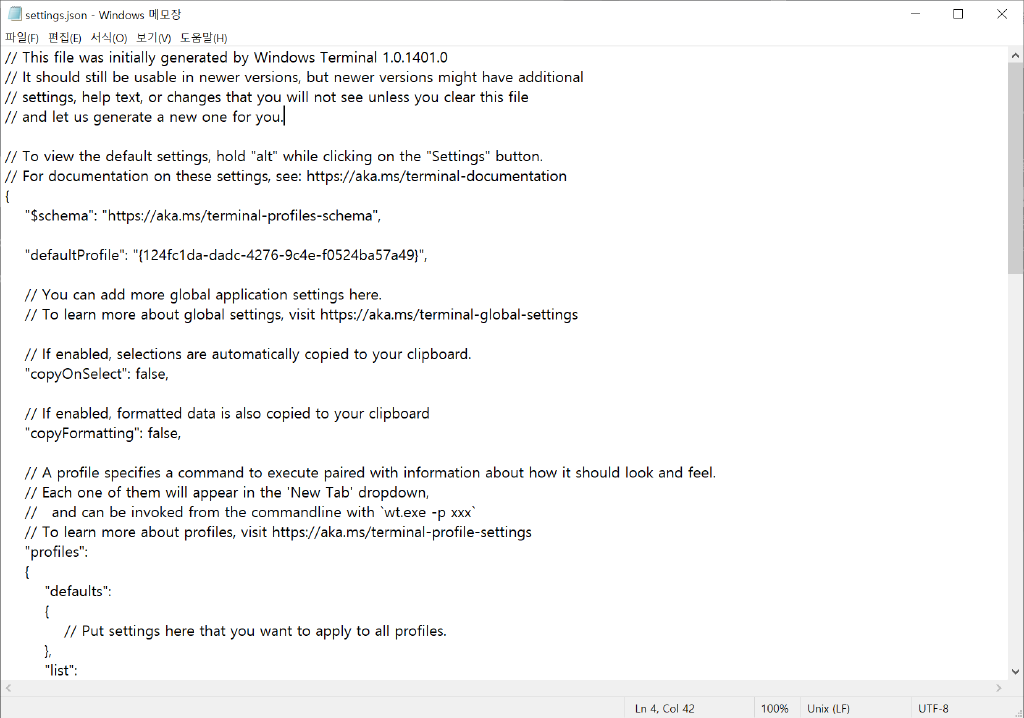 settings.json - Windows 메모장
파일(F) 편집(E) 서식(O) 보기(V) 도움말(H)
// This file was initially generated by Windows Terminal 1.0.1401.0
// It should still be usable in newer versions, but newer versions might have additional
// settings, help text, or changes that you will not see unless you clear this file
// and let us generate a new one for you.

// To view the default settings, hold "alt" while clicking on the "Settings" button.
// For documentation on these settings, see: https://aka.ms/terminal-documentation
{
    "$schema": "https://aka.ms/terminal-profiles-schema",

    "defaultProfile": "{124fc1da-dadc-4276-9c4e-f0524ba57a49}",

    // You can add more global application settings here.
    // To learn more about global settings, visit https://aka.ms/terminal-global-settings

    // If enabled, selections are automatically copied to your clipboard.
    "copyOnSelect": false,

    // If enabled, formatted data is also copied to your clipboard
    "copyFormatting": false,

    // A profile specifies a command to execute paired with information about how it should look and feel.
    // Each one of them will appear in the 'New Tab' dropdown,
    //   and can be invoked from the commandline with `wt.exe -p xxx`
    // To learn more about profiles, visit https://aka.ms/terminal-profile-settings
    "profiles":
    {
        "defaults":
        {
            // Put settings here that you want to apply to all profiles.
        },
        "list":
Ln 4, Col 42 100% Unix (LF) UTF-8